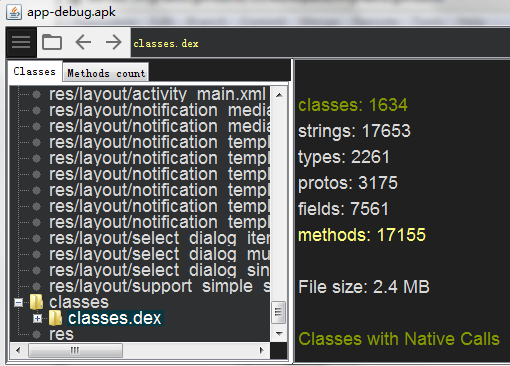 app-debug.apk
classes.dex
Classes Methods count
res/layout/activity_main.xml
res/layout/notification_media
res/layout/notification_media
res/layout/notification_templ
res/layout/notification_templ
res/layout/notification_templ
res/layout/notification_templ
res/layout/notification_templ
res/layout/notification_templ
res/layout/select_dialog_iten
res/layout/select_dialog_mu
res/layout/select_dialog_sin
res/layout/support_simple_s
classes
classes.dex
res
classes: 1634
strings: 17653
types: 2261
protos: 3175
fields: 7561
methods: 17155
File size: 2.4 MB
Classes with Native Calls